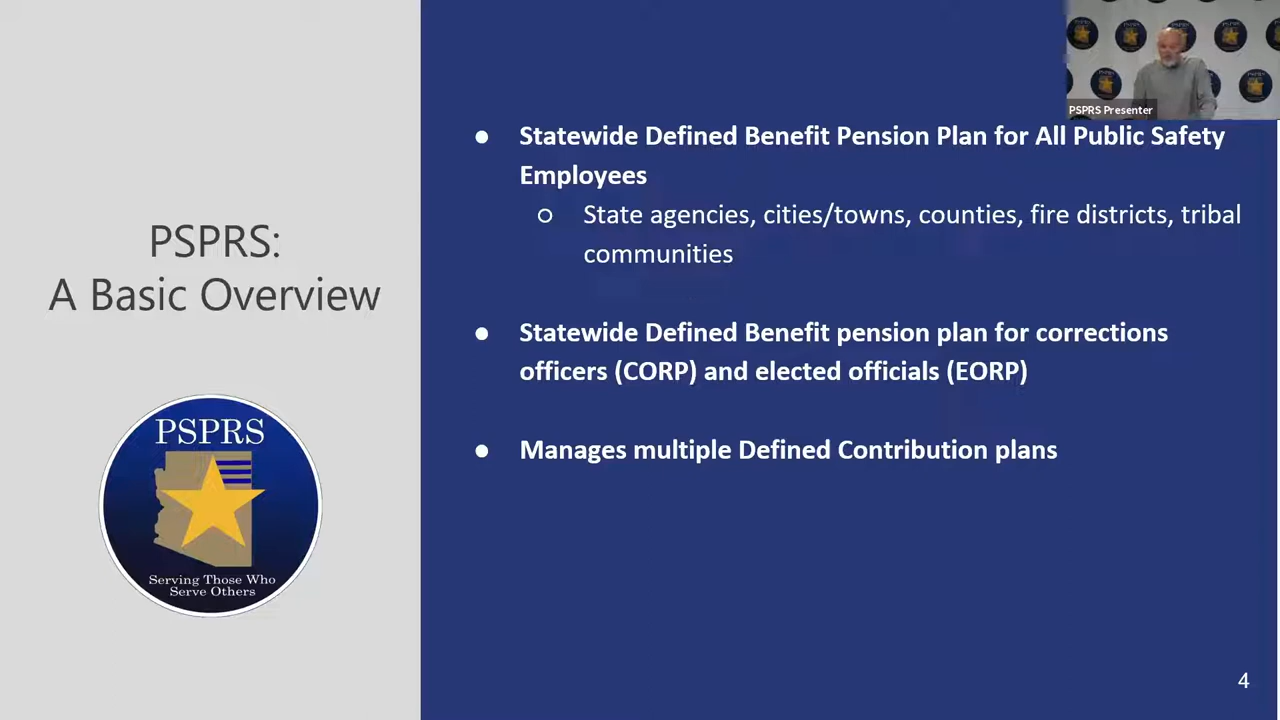 PSPRS Presenter
PSPRS:
A Basic Overview
PSPRS
Serving Those Who
Serve Others
Statewide Defined Benefit Pension Plan for All Public Safety
Employees
State agencies, cities/towns, counties, fire districts, tribal
communities
Statewide Defined Benefit pension plan for corrections
officers (CORP) and elected officials (EORP)
Manages multiple Defined Contribution plans
4